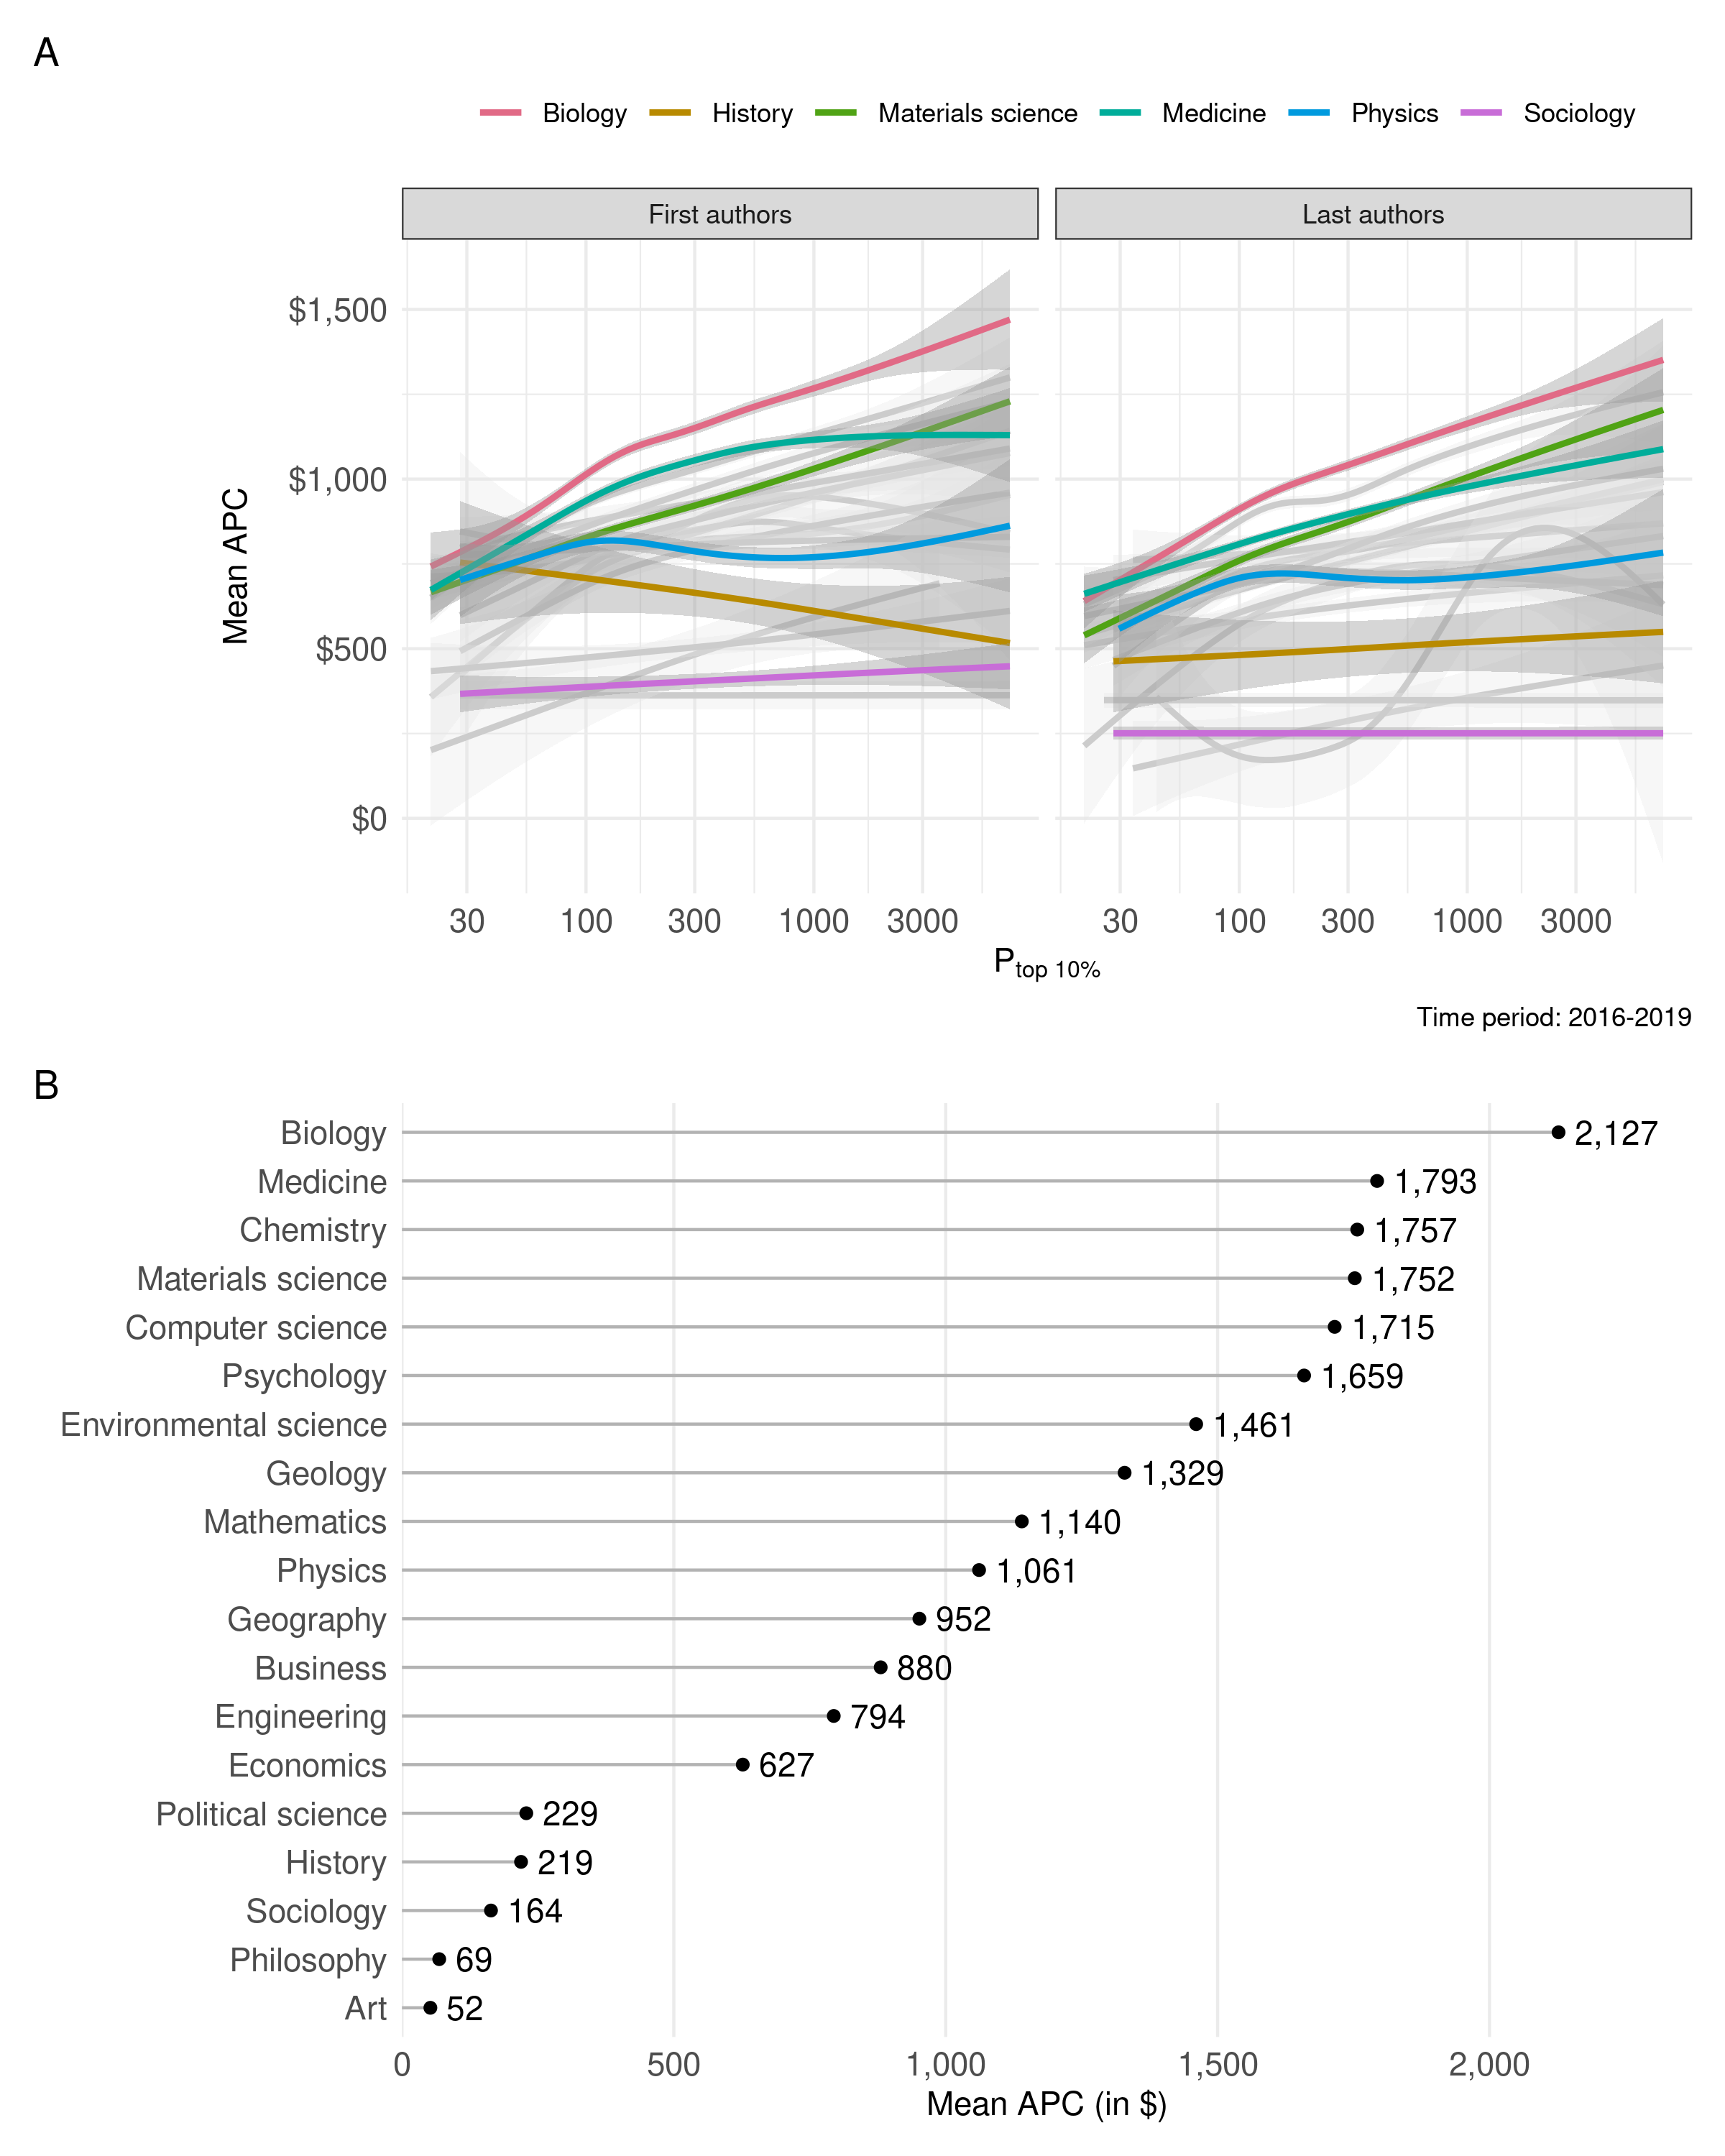 A
Biology History Materials science Medicine Physics Sociology
First authors Last authors
$1,500
$1,000
$500
$0
Mean APC
30 100 300 1000 3000 30 100 300 1000 3000
Ptop 10%
Time period: 2016-2019
B
Biology 2,127
Medicine 1,793
Chemistry 1,757
Materials science 1,752
Computer science 1,715
Psychology 1,659
Environmental science 1,461
Geology 1,329
Mathematics 1,140
Physics 1,061
Geography 952
Business 880
Engineering 794
Economics 627
Political science 229
History 219
Sociology 164
Philosophy 69
Art 52
0 500 1,000 1,500 2,000
Mean APC (in $)